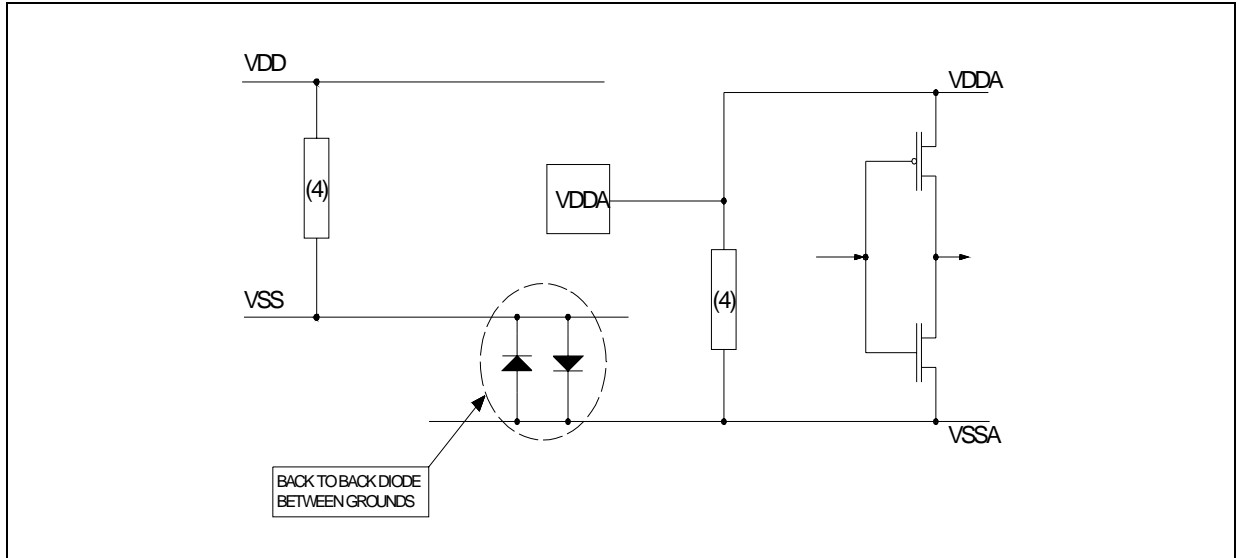 VDD
VDDA
(4)
VDDA
VSS
(4)
VSSA
BACK TO BACK DIODE
BETWEEN GROUNDS